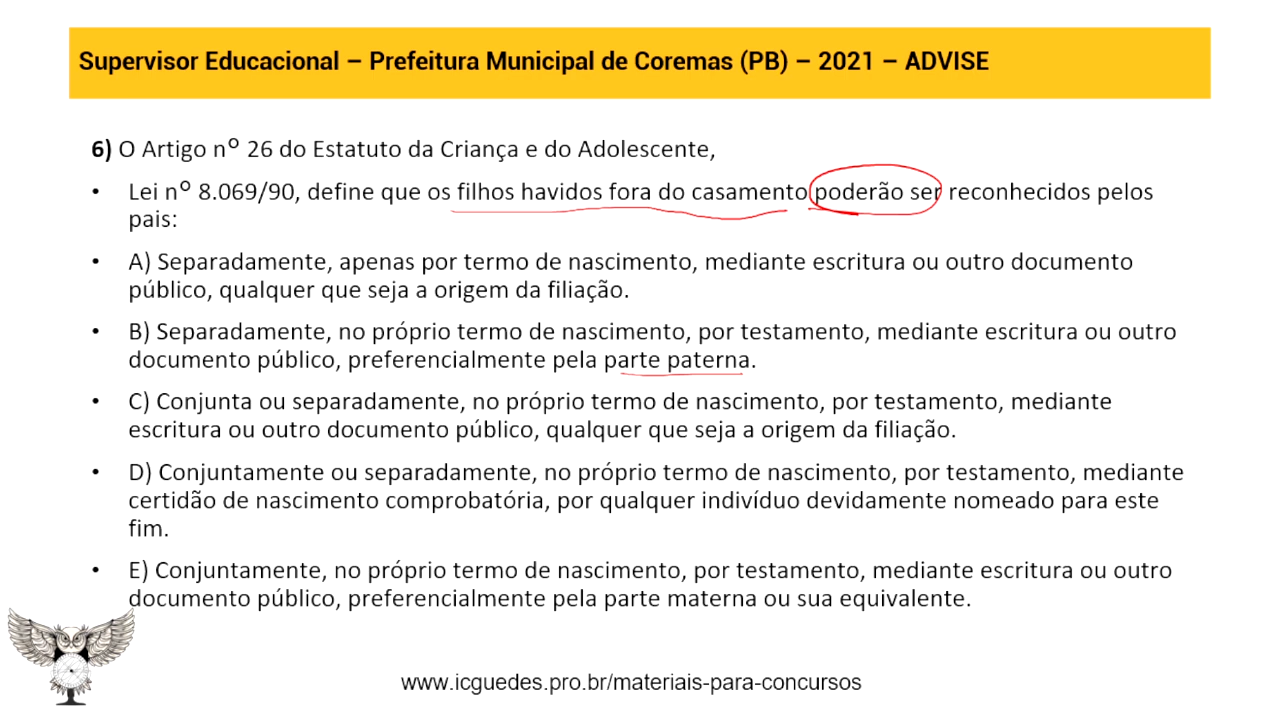 Supervisor Educacional – Prefeitura Municipal de Coremas (PB) – 2021 – ADVISE
6) O Artigo nº 26 do Estatuto da Criança e do Adolescente,
• Lei nº 8.069/90, define que os filhos havidos fora do casamento poderão ser reconhecidos pelos
pais:
• A) Separadamente, apenas por termo de nascimento, mediante escritura ou outro documento
público, qualquer que seja a origem da filiação.
• B) Separadamente, no próprio termo de nascimento, por testamento, mediante escritura ou outro
documento público, preferencialmente pela parte paterna.
• C) Conjunta ou separadamente, no próprio termo de nascimento, por testamento, mediante
escritura ou outro documento público, qualquer que seja a origem da filiação.
• D) Conjuntamente ou separadamente, no próprio termo de nascimento, por testamento, mediante
certidão de nascimento comprobatória, por qualquer indivíduo devidamente nomeado para este
fim.
• E) Conjuntamente, no próprio termo de nascimento, por testamento, mediante escritura ou outro
documento público, preferencialmente pela parte materna ou sua equivalente.
www.icguedes.pro.br/materiais-para-concursos